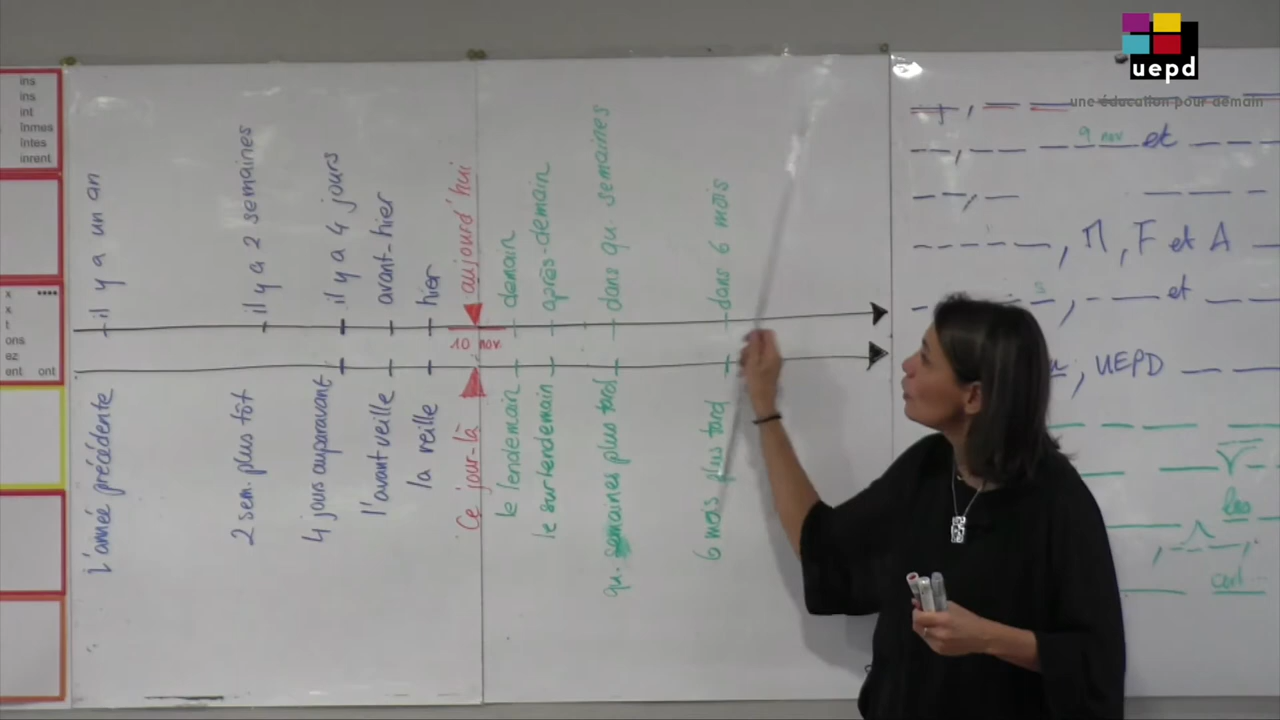 uepd
une éducation pour demain
ins
ins
int
înmes
întes
inrent
x ••••
x
t
ons
ez
ent ont
il y a un an
il y a 2 semaines
il y a 4 jours
avant-hier
hier
aujourd'hui
demain
après-demain
dans qu. semaines
dans 6 mois
10 nov.
l'année précédente
2 sem. plus tôt
4 jours auparavant
l'avant veille
la veille
Ce jour-là
le lendemain
le surlendemain
qu. semaines plus tard
6 mois plus tard
9 nov et
, Π, F et A
s
, et
, UEPD
les